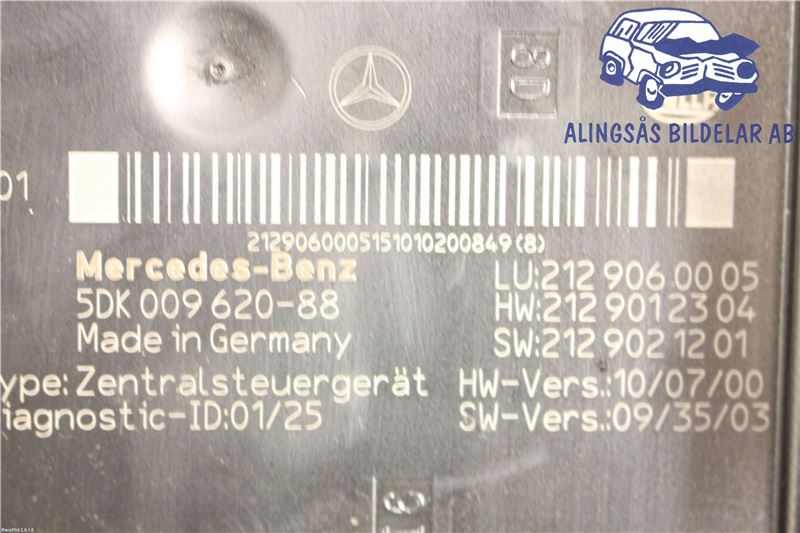 ALINGSÅS BILDELAR AB
01
2129060005151010200849(8)
Mercedes-Benz
5DK 009 620-88
Made in Germany
LU:212 906 00 05
HW:212 901 23 04
SW:212 902 12 01
ype: Zentralsteuergerät
iagnostic-ID:01/25
HW-Vers.:10/07/00
SW-Vers.:09/35/03